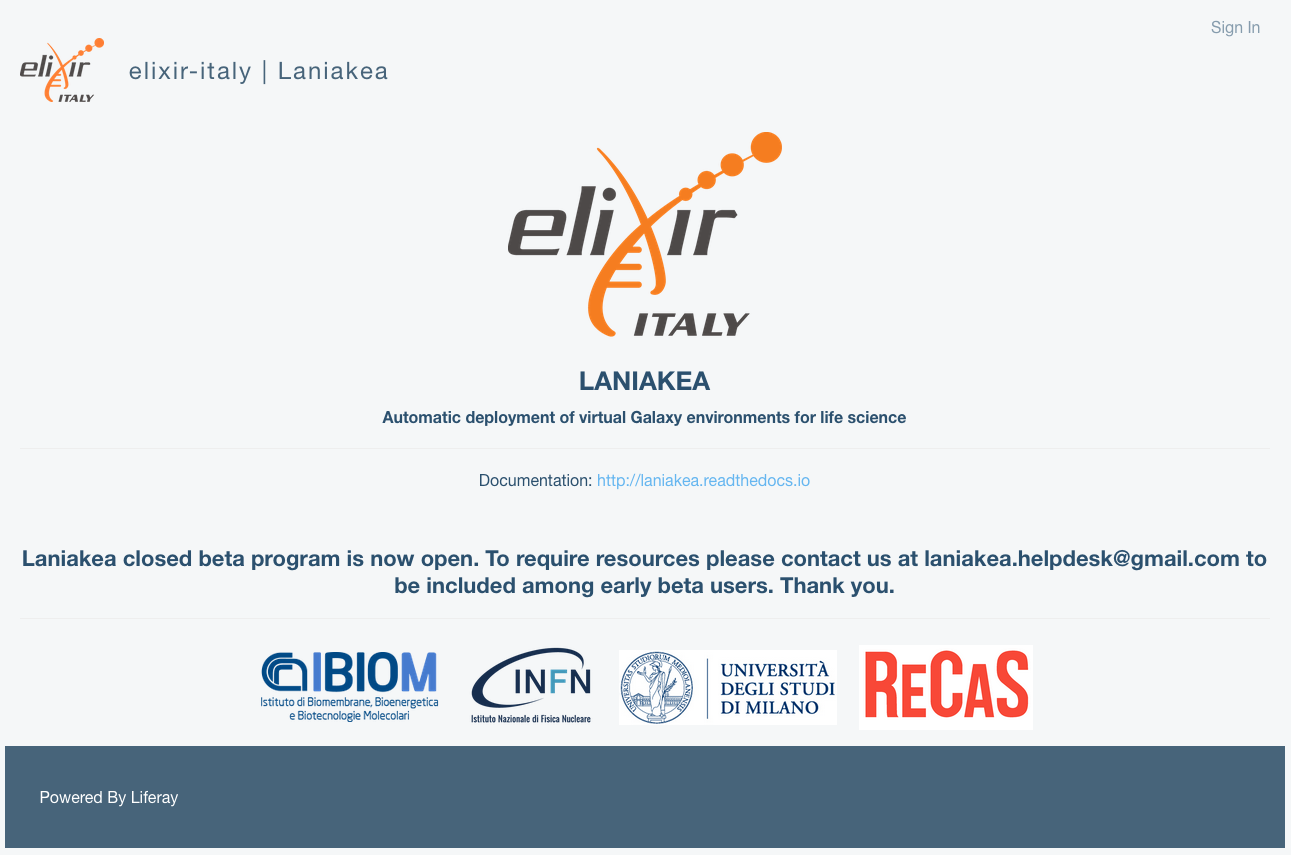 Sign In
elixir
ITALY
elixir-italy | Laniakea
elixir
ITALY
LANIAKEA
Automatic deployment of virtual Galaxy environments for life science
Documentation: http://laniakea.readthedocs.io
Laniakea closed beta program is now open. To require resources please contact us at laniakea.helpdesk@gmail.com to
be included among early beta users. Thank you.
IBIOM
Istituto di Biomembrane, Bioenergetica
e Biotecnologie Molecolari
INFN
Istituto Nazionale di Fisica Nucleare
UNIVERSITAS STUDIORUM MEDIOLANENSIS
UNIVERSITÀ
DEGLI STUDI
DI MILANO
RECAS
Powered By Liferay